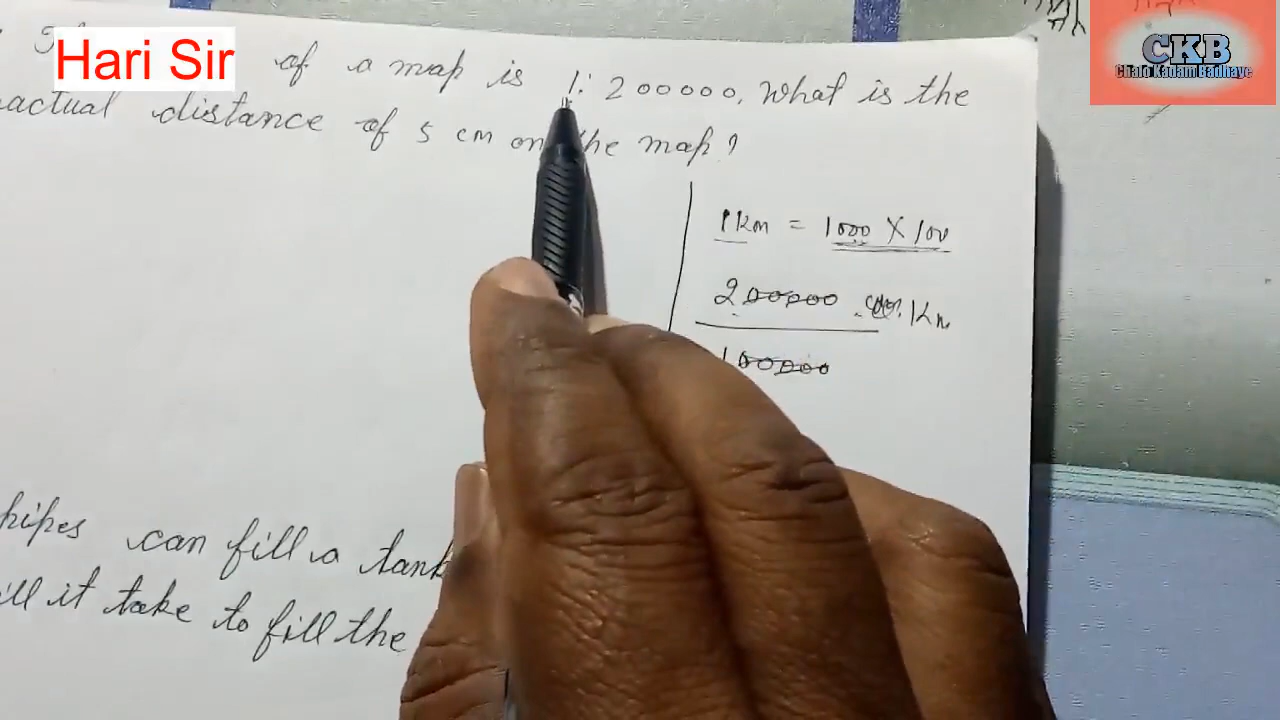 Hari Sir
CKB
Chalo Kadam Badhaye
of a map is 1: 200000. What is the
actual distance of 5 cm on the map?
1km = 1000 X 100
200000 Km
100000
pipes can fill a tank
ill it take to fill the